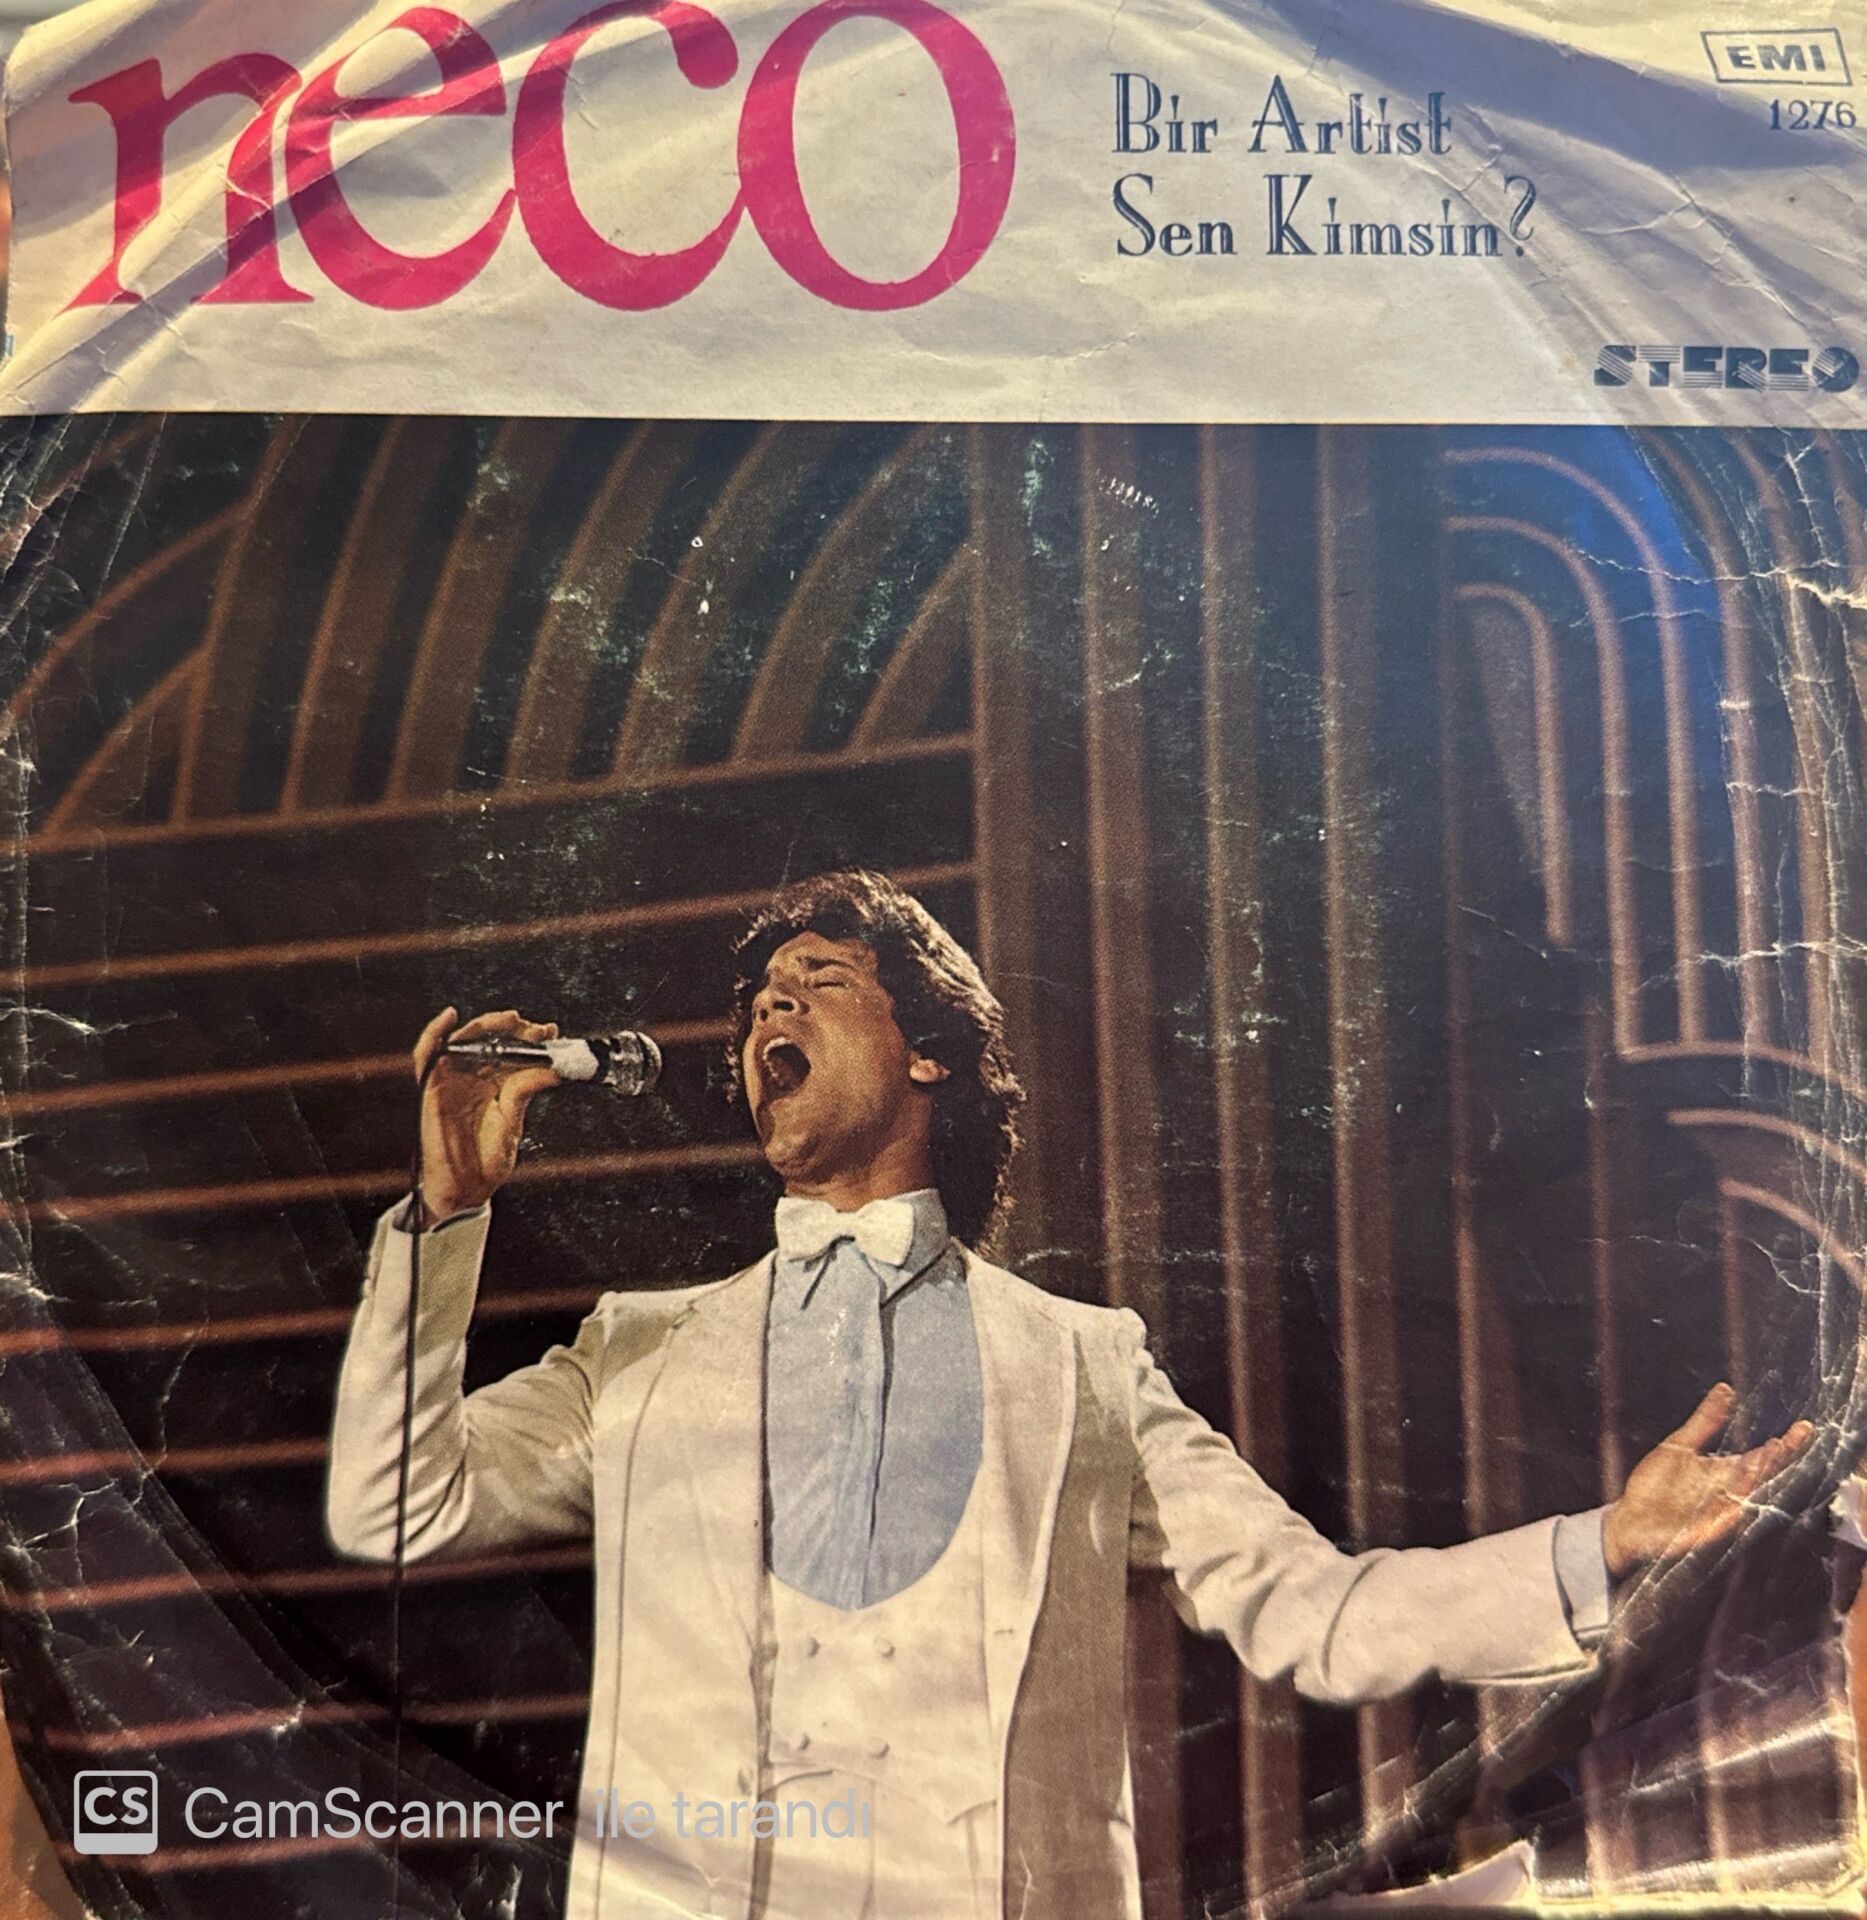 neco
Bir Artist
Sen Kimsin?
EMI
1276
STEREO
CS CamScanner ile tarandı